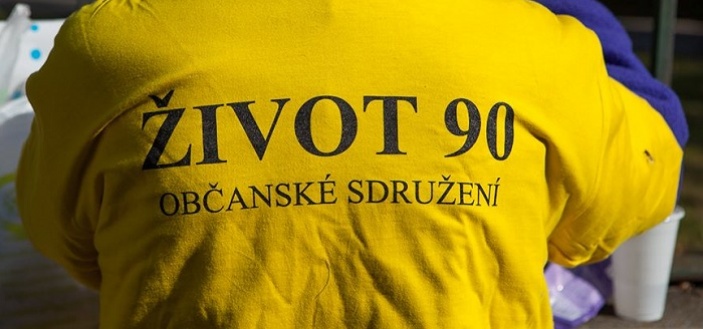 ŽIVOT 90
OBČANSKÉ SDRUŽENÍ